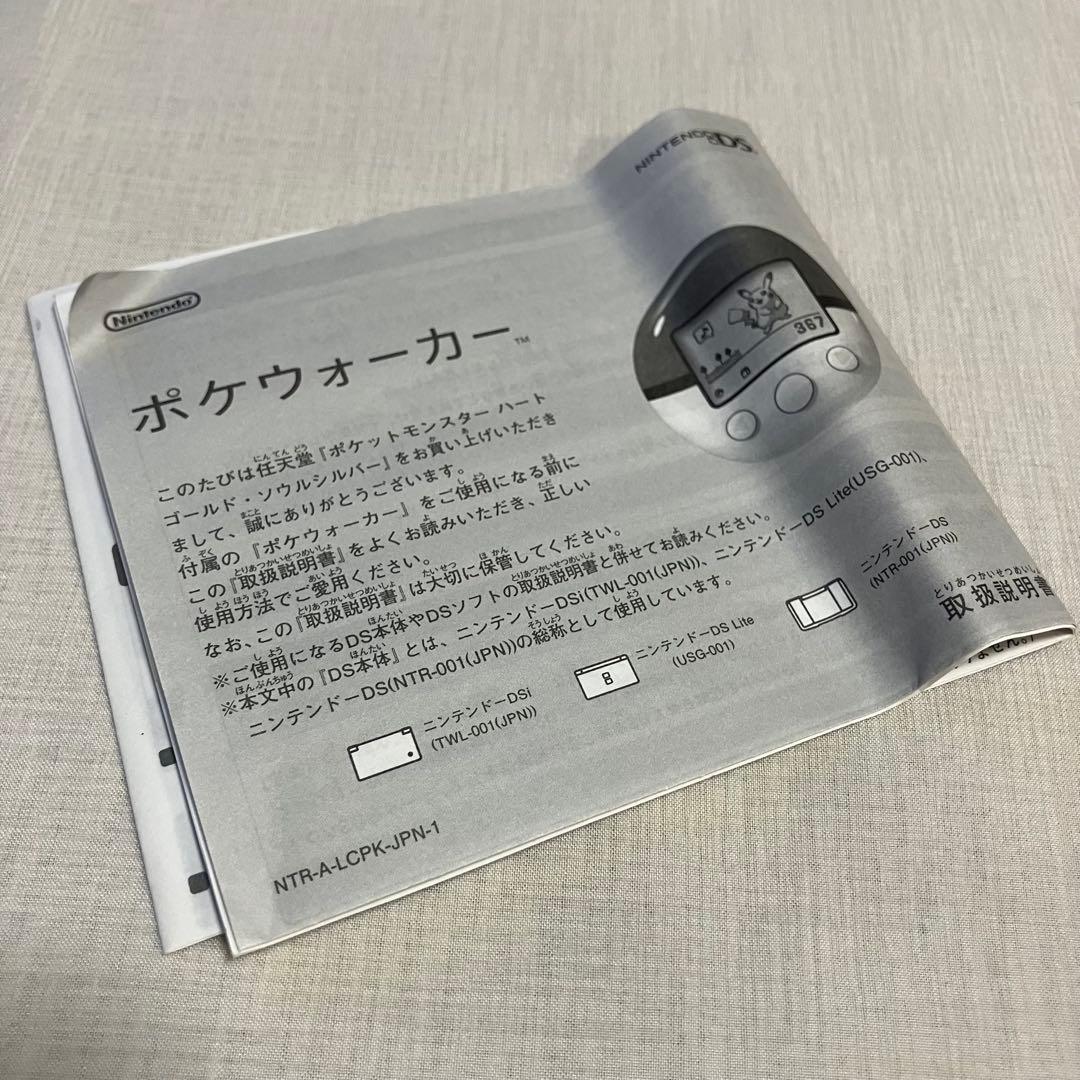 Nintendo
NINTENDO DS
ポケウォーカー™
367
このたびは任天堂『ポケットモンスター ハート
ゴールド・ソウルシルバー』をお買い上げいただき
まして、誠にありがとうございます。
付属の『ポケウォーカー』をご使用になる前に
この『取扱説明書』をよくお読みいただき、正しい
使用方法でご愛用ください。
なお、この『取扱説明書』は大切に保管してください。
※ご使用になるDS本体やDSソフトの取扱説明書と併せてお読みください。
※本文中の『DS本体』とは、ニンテンドーDSi(TWL-001(JPN))、ニンテンドーDS Lite(USG-001)、
ニンテンドーDS(NTR-001(JPN))の総称として使用しています。
ニンテンドーDSi
(TWL-001(JPN))
ニンテンドーDS Lite
(USG-001)
ニンテンドーDS
(NTR-001(JPN))
取扱説明書
NTR-A-LCPK-JPN-1